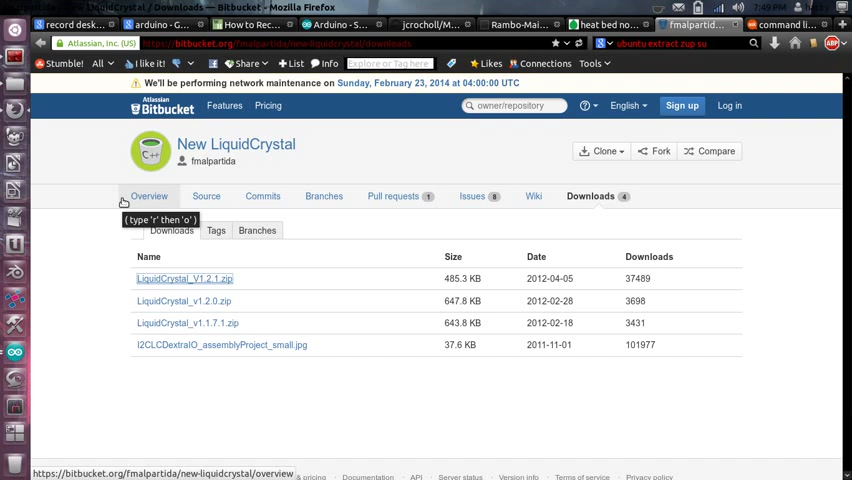 New LiquidCrystal / Downloads — Bitbucket - Mozilla Firefox
7:49 PM
record desk...
arduino - G...
How to Rec...
Arduino - S...
jcrocholl / M...
Rambo-Mai...
heat bed no...
fmalpartida...
command li...
Atlassian, Inc. (US)
https://bitbucket.org/fmalpartida/new-liquidcrystal/downloads
ubuntu extract zup su
ABP
Stumble!
All
I like it!
Share
+ List
Info
Explore or Tag here
Likes
Connections
Tools
We'll be performing network maintenance on Sunday, February 23, 2014 at 04:00:00 UTC
Atlassian
Bitbucket
Features
Pricing
owner/repository
English
Sign up
Log in
C++
New LiquidCrystal
fmalpartida
Clone
Fork
Compare
Overview
Source
Commits
Branches
Pull requests 1
Issues 8
Wiki
Downloads 4
( type 'r' then 'o' )
Downloads
Tags
Branches
Name Size Date Downloads
LiquidCrystal_V1.2.1.zip 485.3 KB 2012-04-05 37489
LiquidCrystal_v1.2.0.zip 647.8 KB 2012-02-28 3698
LiquidCrystal_v1.1.7.1.zip 643.8 KB 2012-02-18 3431
I2CLCDextraIO_assemblyProject_small.jpg 37.6 KB 2011-11-01 101977
https://bitbucket.org/fmalpartida/new-liquidcrystal/overview
& pricing
Documentation
API
Server status
Version info
Terms of service
Privacy policy